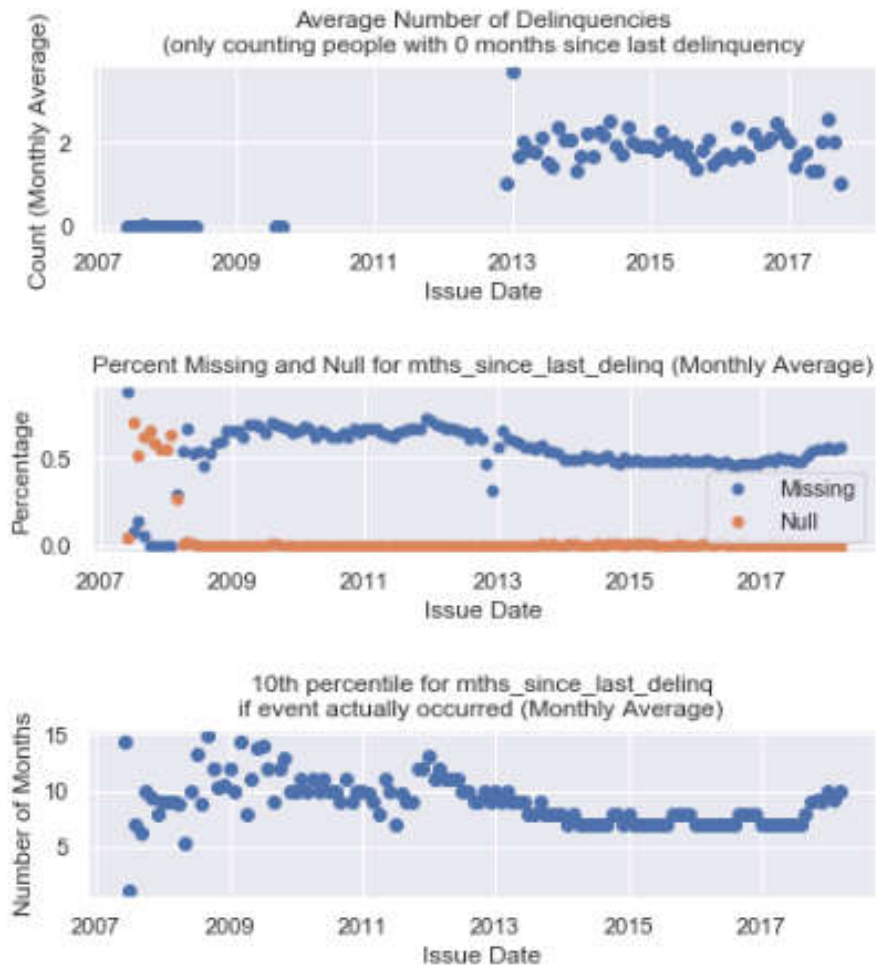 Average Number of Delinquencies
(only counting people with 0 months since last delinquency
Count (Monthly Average)
2
0
2007 2009 2011 2013 2015 2017
Issue Date
Percent Missing and Null for mths_since_last_delinq (Monthly Average)
Percentage
0.5
0.0
Missing
Null
2007 2009 2011 2013 2015 2017
Issue Date
10th percentile for mths_since_last_delinq
if event actually occurred (Monthly Average)
Number of Months
15
10
5
2007 2009 2011 2013 2015 2017
Issue Date